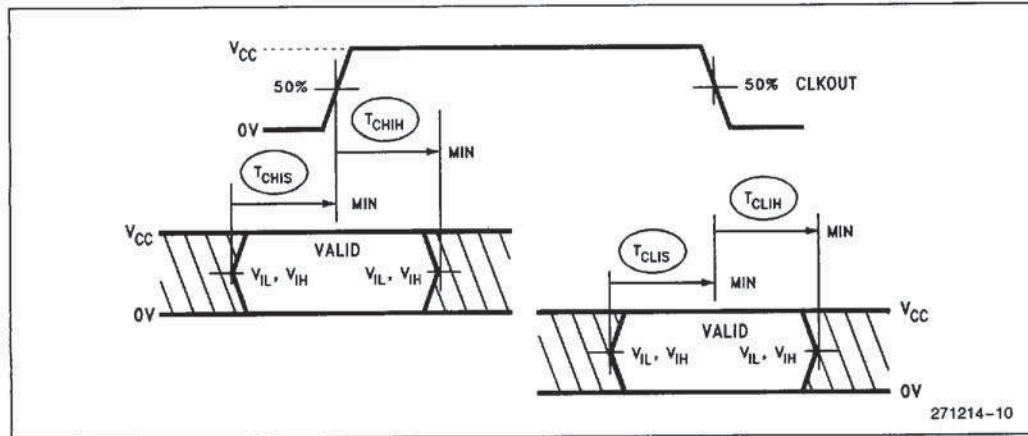 VCC
50%
50% CLKOUT
TCHIH
0V
MIN
TCHIS
MIN
TCLIH
VCC
VALID
MIN
TCLIS
VIL, VIH
VIL, VIH
MIN
0V
VCC
VALID
VIL, VIH
VIL, VIH
0V
271214-10